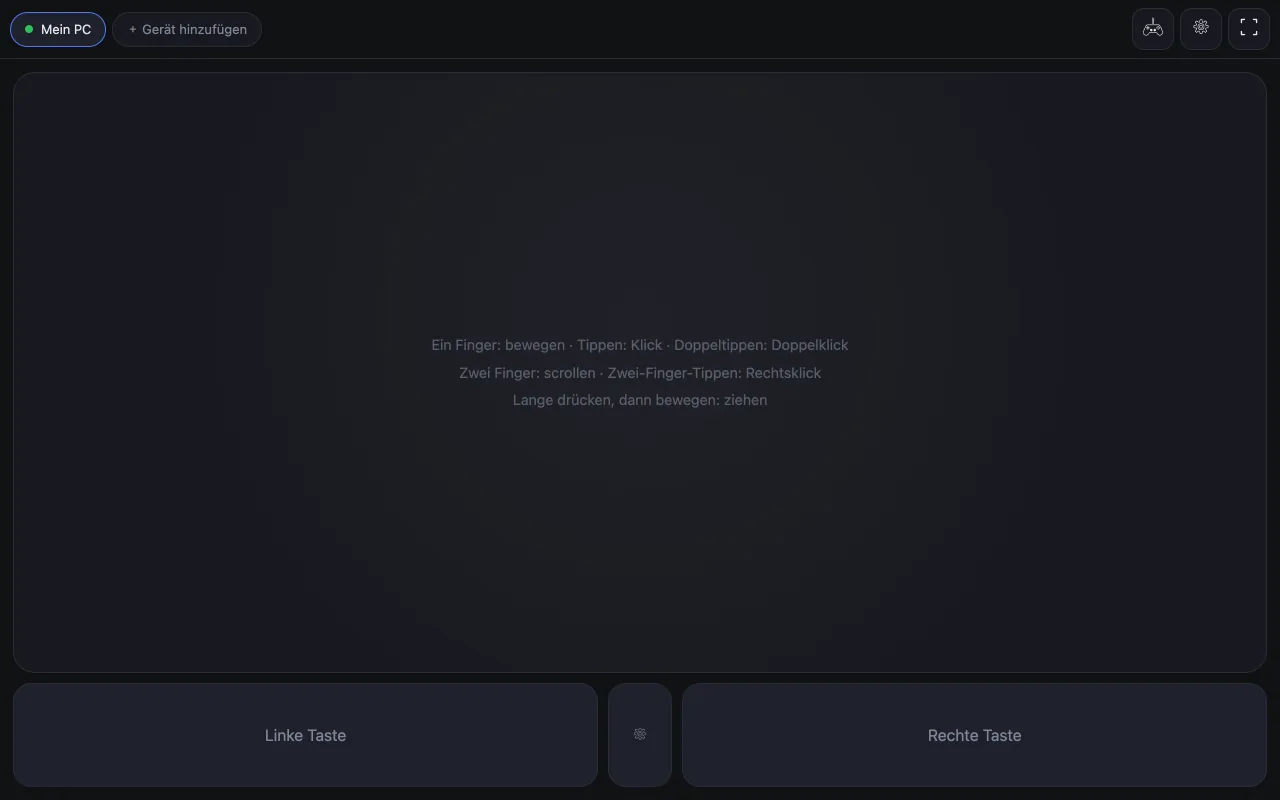 Mein PC
+ Gerät hinzufügen
Ein Finger: bewegen · Tippen: Klick · Doppeltippen: Doppelklick
Zwei Finger: scrollen · Zwei-Finger-Tippen: Rechtsklick
Lange drücken, dann bewegen: ziehen
Linke Taste
Rechte Taste